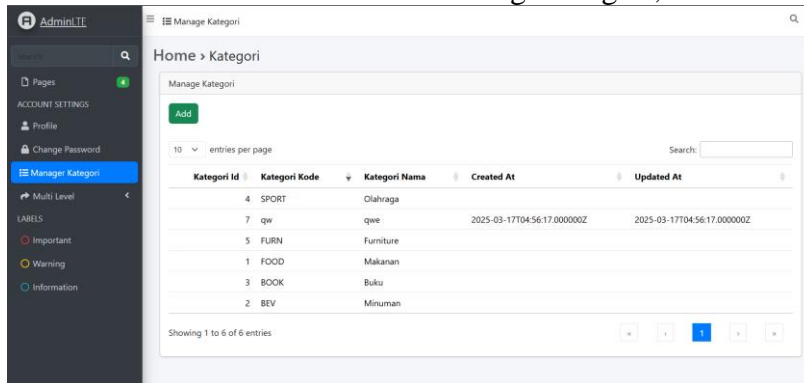 AdminLTE
Manage Kategori
search
Pages 4
ACCOUNT SETTINGS
Profile
Change Password
Manager Kategori
Multi Level
LABELS
Important
Warning
Information
Home › Kategori
Manage Kategori
Add
10 entries per page
Search:
Kategori Id Kategori Kode Kategori Nama Created At Updated At
4 SPORT Olahraga
7 qw qwe 2025-03-17T04:56:17.000000Z 2025-03-17T04:56:17.000000Z
5 FURN Furniture
1 FOOD Makanan
3 BOOK Buku
2 BEV Minuman
Showing 1 to 6 of 6 entries
« ‹ 1 › »